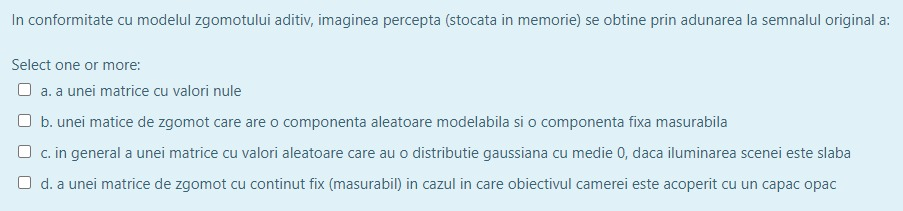 In conformitate cu modelul zgomotului aditiv, imaginea percepta (stocata in memorie) se obtine prin adunarea la semnalul original a:
Select one or more:
a. a unei matrice cu valori nule
b. unei matice de zgomot care are o componenta aleatoare modelabila si o componenta fixa masurabila
c. in general a unei matrice cu valori aleatoare care au o distributie gaussiana cu medie 0, daca iluminarea scenei este slaba
d. a unei matrice de zgomot cu continut fix (masurabil) in cazul in care obiectivul camerei este acoperit cu un capac opac